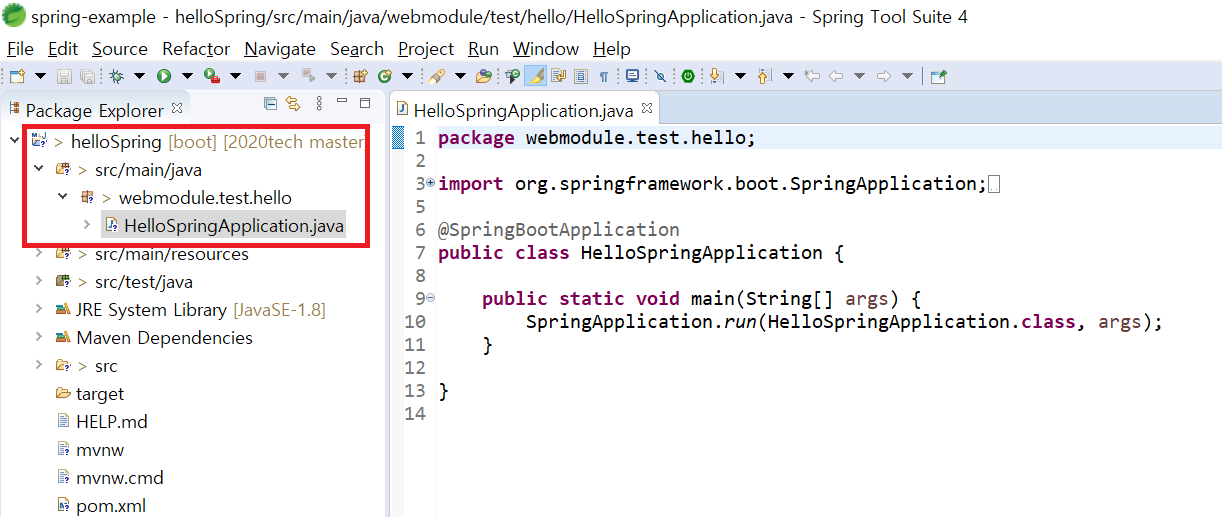 spring-example - helloSpring/src/main/java/webmodule/test/hello/HelloSpringApplication.java - Spring Tool Suite 4
File Edit Source Refactor Navigate Search Project Run Window Help
Package Explorer
> helloSpring [boot] [2020tech master]
> src/main/java
> webmodule.test.hello
HelloSpringApplication.java
> src/main/resources
> src/test/java
JRE System Library [JavaSE-1.8]
Maven Dependencies
> src
target
HELP.md
mvnw
mvnw.cmd
pom.xml
HelloSpringApplication.java
1 package webmodule.test.hello;
2
3 import org.springframework.boot.SpringApplication;
5
6 @SpringBootApplication
7 public class HelloSpringApplication {
8
9 public static void main(String[] args) {
10 SpringApplication.run(HelloSpringApplication.class, args);
11 }
12
13 }
14